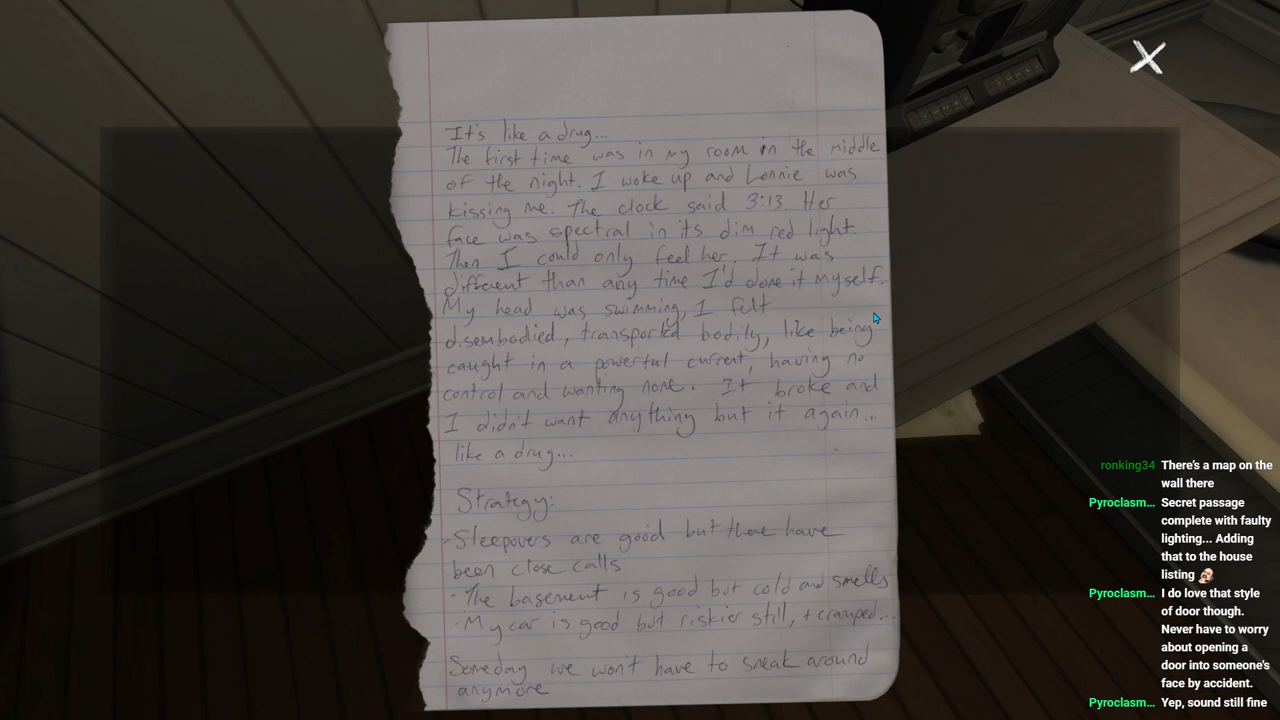 It's like a drug...
The first time was in my room in the middle
of the night. I woke up and Lonnie was
kissing me. The clock said 3:13. Her
face was spectral in its dim red light.
Then I could only feel her. It was
different than any time I'd done it myself.
My head was swimming, I felt
disembodied, transported bodily, like being
caught in a powerful current, having no
control and wanting none. It broke and
I didn't want anything but it again...
like a drug...
Strategy:
-Sleepovers are good but there have
been close calls
-The basement is good but cold and smells
-My car is good but riskier still, + cramped...
Someday we won't have to sneak around
anymore
ronking34 There's a map on the
wall there
Pyroclasm... Secret passage
complete with faulty
lighting... Adding
that to the house
listing
Pyroclasm... I do love that style
of door though.
Never have to worry
about opening a
door into someone's
face by accident.
Pyroclasm... Yep, sound still fine